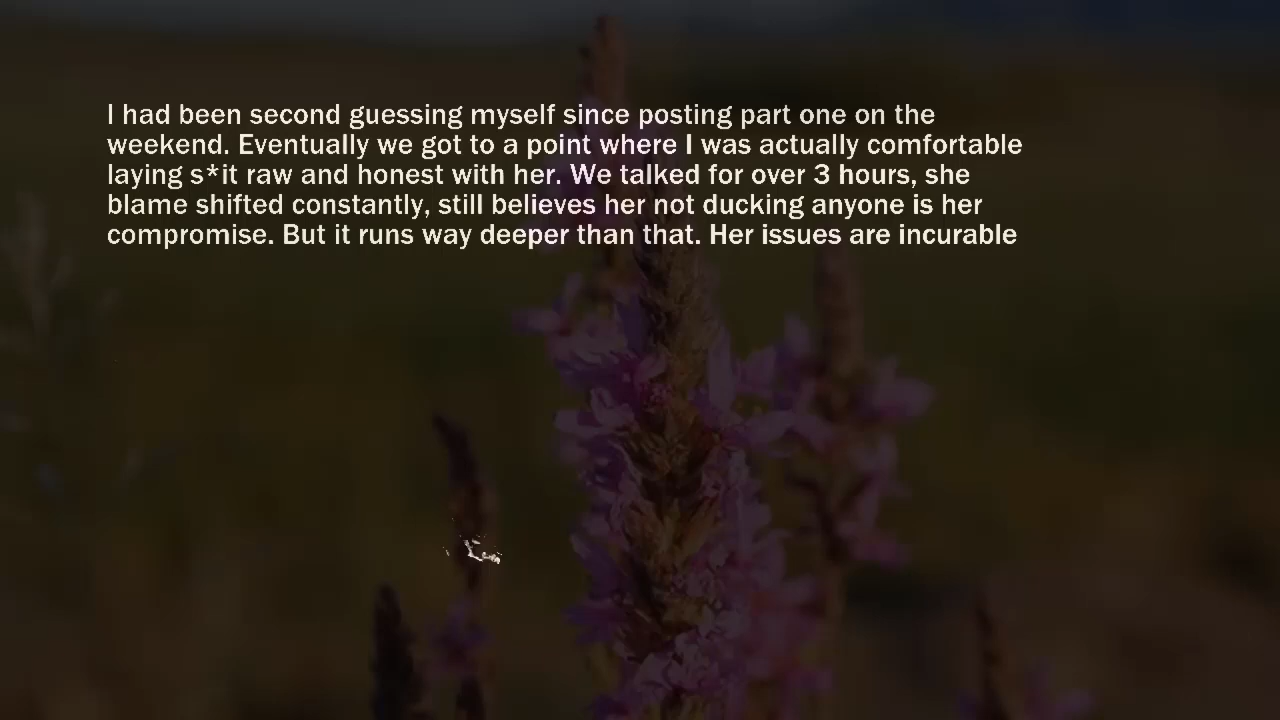 I had been second guessing myself since posting part one on the
weekend. Eventually we got to a point where I was actually comfortable
laying s*it raw and honest with her. We talked for over 3 hours, she
blame shifted constantly, still believes her not ducking anyone is her
compromise. But it runs way deeper than that. Her issues are incurable